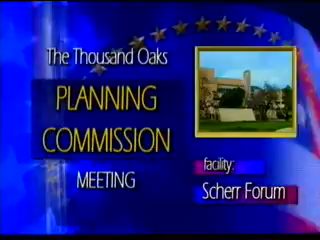 The Thousand Oaks
PLANNING
COMMISSION
MEETING
facility:
Scherr Forum